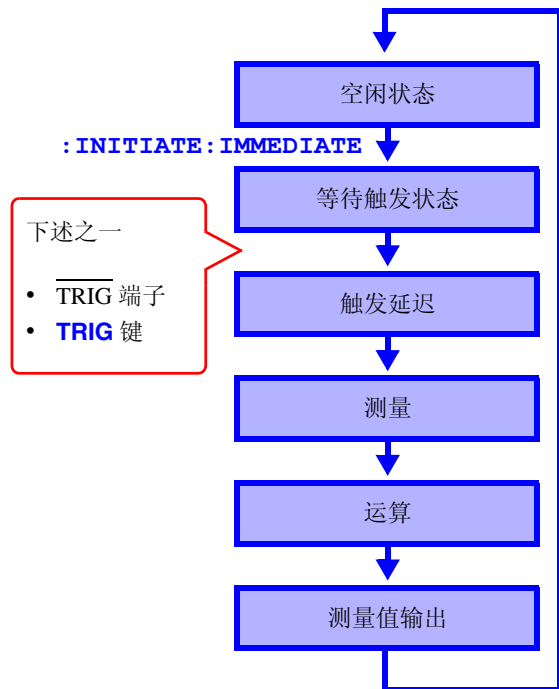 空闲状态
:INITIATE:IMMEDIATE
等待触发状态
下述之一
• TRIG 端子
• TRIG 键
触发延迟
测量
运算
测量值输出